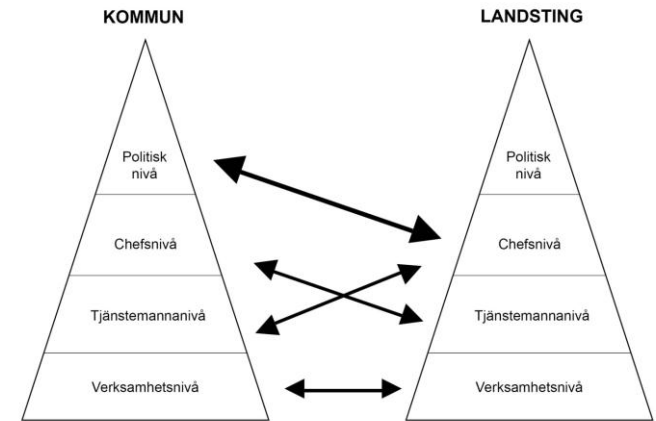 KOMMUN
LANDSTING
Politisk
nivå
Politisk
nivå
Chefsnivå
Chefsnivå
Tjänstemannanivå
Tjänstemannanivå
Verksamhetsnivå
Verksamhetsnivå